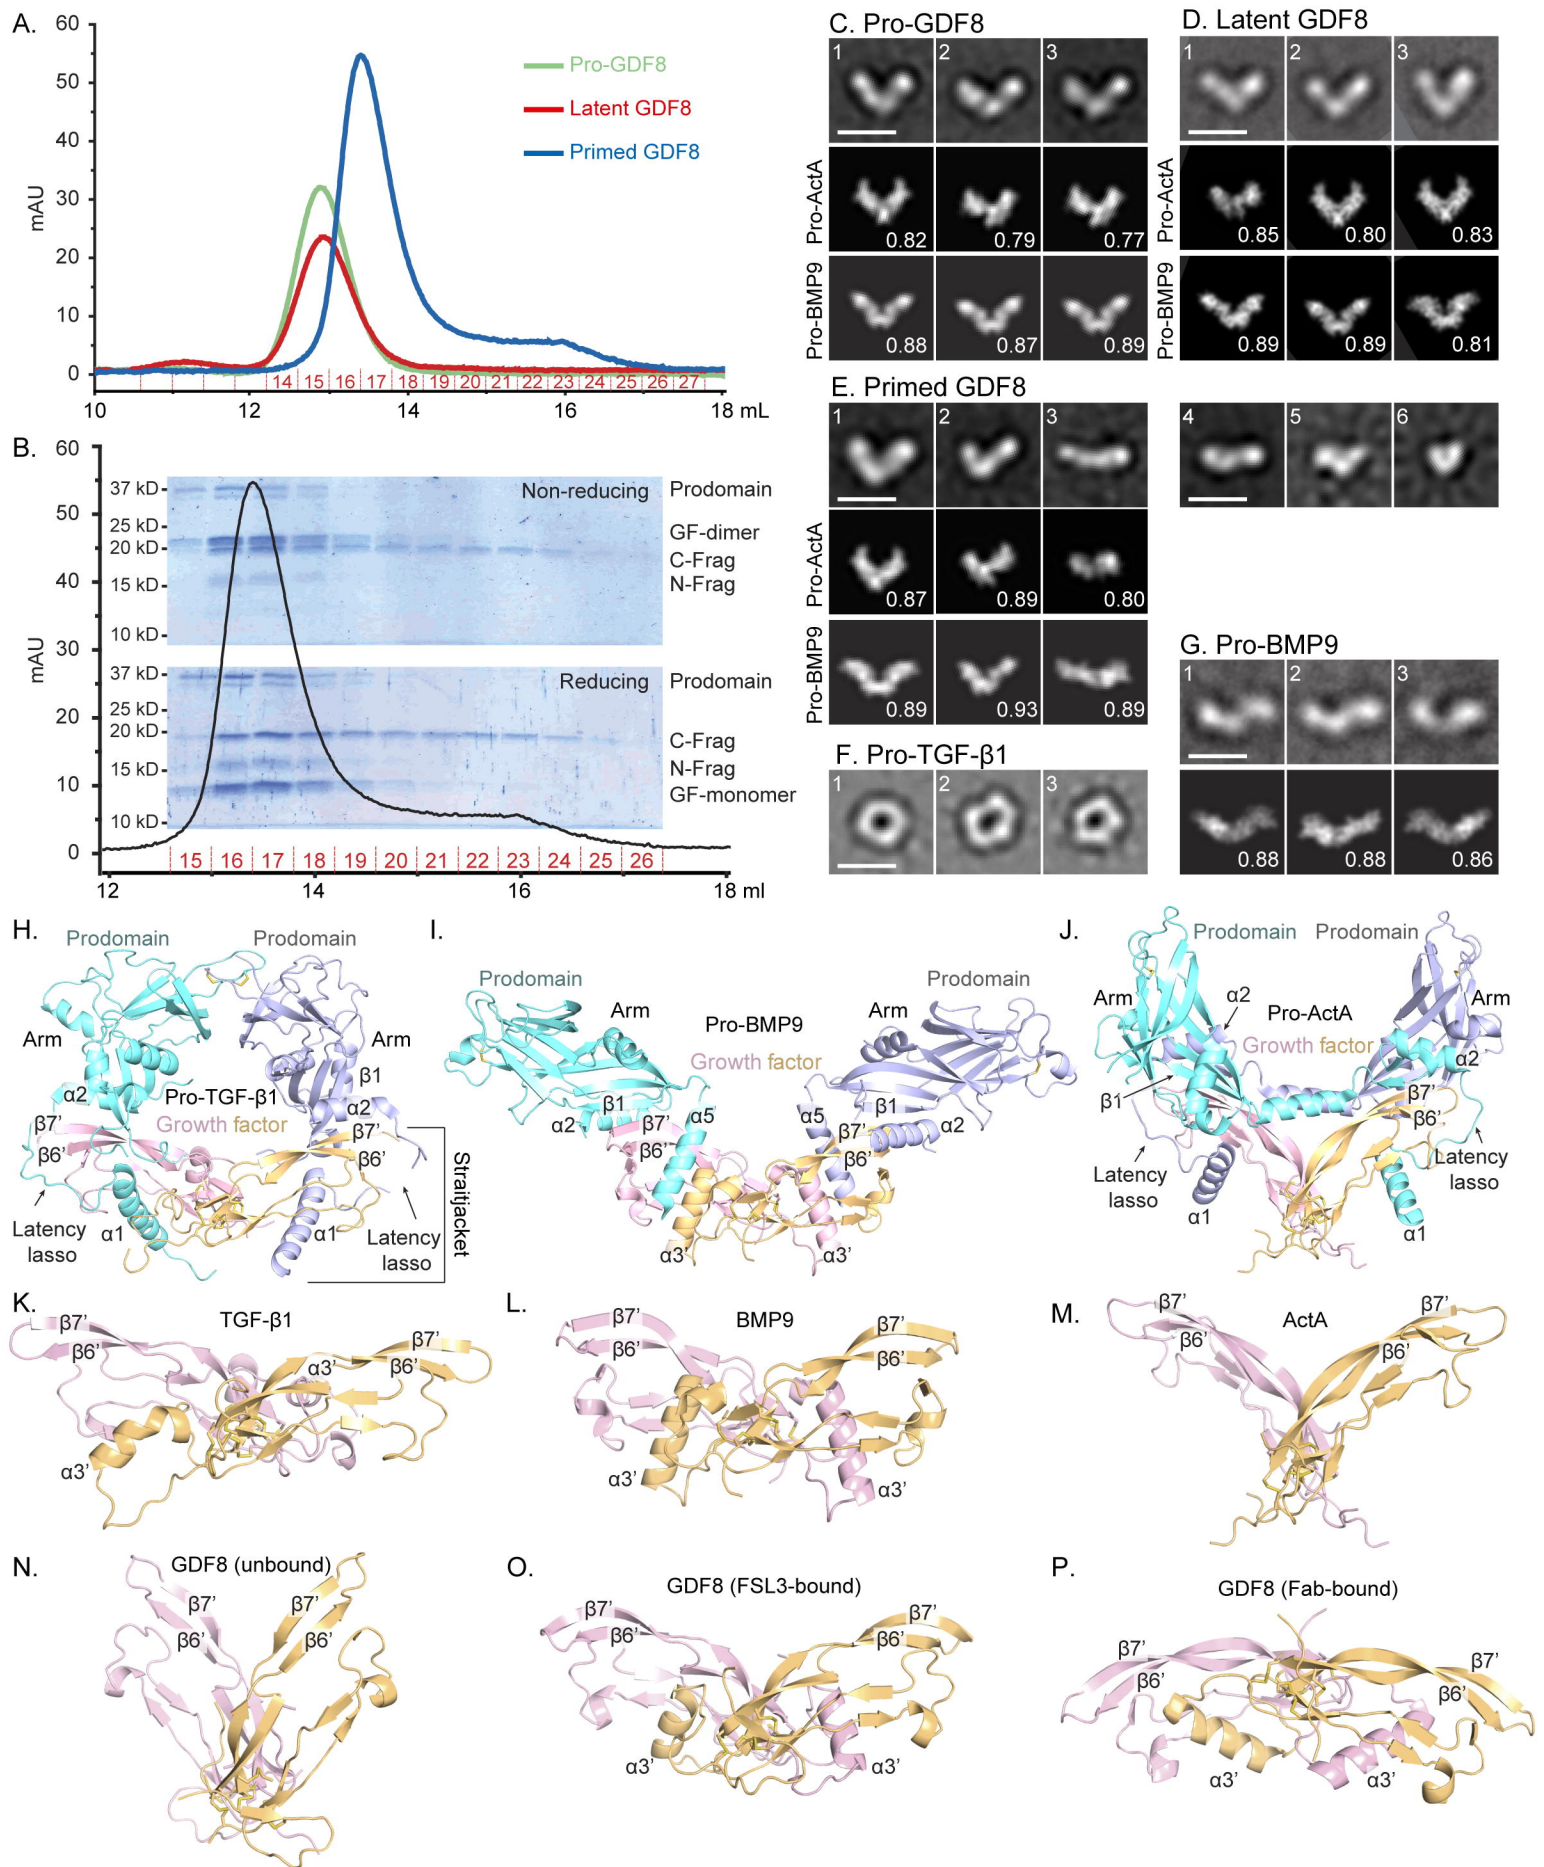 A.
60
50
40
30
20
10
0
mAU
Pro-GDF8
Latent GDF8
Primed GDF8
14 15 16 17 18 19 20 21 22 23 24 25 26 27
10 12 14 16 18 mL
B.
60
50
40
30
20
10
0
mAU
37 kD
25 kD
20 kD
15 kD
10 kD
Non-reducing
Prodomain
GF-dimer
C-Frag
N-Frag
37 kD
25 kD
20 kD
15 kD
10 kD
Reducing
Prodomain
C-Frag
N-Frag
GF-monomer
15 16 17 18 19 20 21 22 23 24 25 26
12 14 16 18 ml
C. Pro-GDF8
1 2 3
Pro-ActA
0.82 0.79 0.77
Pro-BMP9
0.88 0.87 0.89
D. Latent GDF8
1 2 3
Pro-ActA
0.85 0.80 0.83
Pro-BMP9
0.89 0.89 0.81
E. Primed GDF8
1 2 3 4 5 6
Pro-ActA
0.87 0.89 0.80
Pro-BMP9
0.89 0.93 0.89
F. Pro-TGF-β1
1 2 3
G. Pro-BMP9
1 2 3
0.88 0.88 0.86
H.
Prodomain Prodomain
Arm Arm
β1
α2 Pro-TGF-β1 α2
β7' Growth factor β7'
β6' β6'
Straitjacket
Latency lasso
α1 α1
Latency lasso
I.
Prodomain Prodomain
Arm Arm
Pro-BMP9
Growth factor
β1 α5 α5 β1
α2 β7' β7' α2
β6' β6'
α3' α3'
J.
Prodomain Prodomain
Arm α2 Arm
Pro-ActA
Growth factor α2
β1 β7'
β6'
Latency lasso
Latency lasso
α1 α1
K.
TGF-β1
β7' β7'
β6' α3' β6'
α3'
L.
BMP9
β7' β7'
β6' β6'
α3' α3'
M.
ActA
β7' β7'
β6' β6'
N.
GDF8 (unbound)
β7' β7'
β6' β6'
O.
GDF8 (FSL3-bound)
β7' β7'
β6' β6'
α3' α3'
P.
GDF8 (Fab-bound)
β7' β7'
β6' β6'
α3' α3'